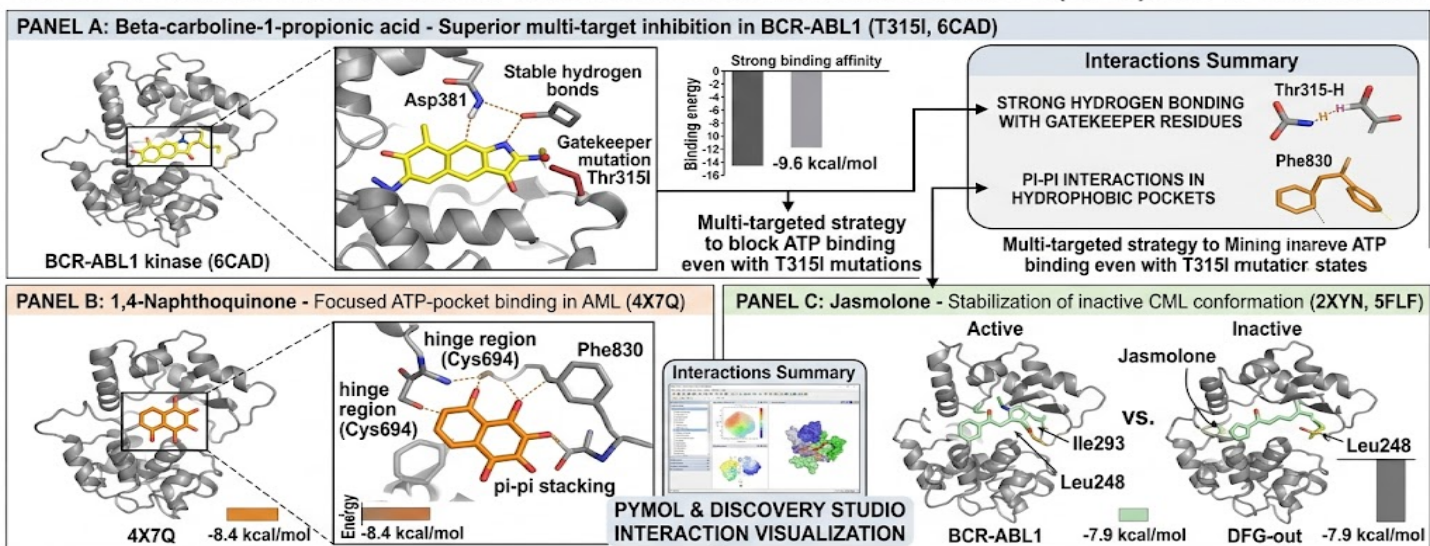 PANEL A: Beta-carboline-1-propionic acid - Superior multi-target inhibition in BCR-ABL1 (T315I, 6CAD)
BCR-ABL1 kinase (6CAD)
Asp381
Stable hydrogen
bonds
Gatekeeper
mutation
Thr315I
Strong binding affinity
Binding energy
0
-2
-4
-6
-8
-10
-12
-14
-16
-9.6 kcal/mol
Multi-targeted strategy
to block ATP binding
even with T315I mutations
Interactions Summary
STRONG HYDROGEN BONDING
WITH GATEKEEPER RESIDUES
Thr315-H
H
H
PI-PI INTERACTIONS IN
HYDROPHOBIC POCKETS
Phe830
Multi-targeted strategy to Mining inareve ATP
binding even with T315I mutation states
PANEL B: 1,4-Naphthoquinone - Focused ATP-pocket binding in AML (4X7Q)
4X7Q
-8.4 kcal/mol
hinge region
(Cys694)
Phe830
hinge
region
(Cys694)
pi-pi stacking
Energy
-8.4 kcal/mol
Interactions Summary
PYMOL & DISCOVERY STUDIO
INTERACTION VISUALIZATION
PANEL C: Jasmolone - Stabilization of inactive CML conformation (2XYN, 5FLF)
Active
Ile293
Leu248
BCR-ABL1
-7.9 kcal/mol
vs.
Inactive
Jasmolone
Leu248
DFG-out
-7.9 kcal/mol